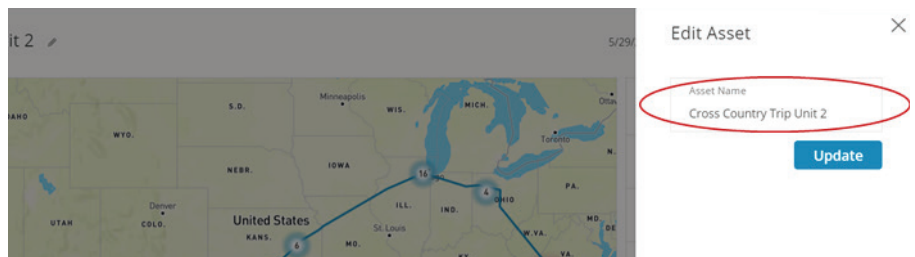 it 2
5/29/
Edit Asset
Asset Name
Cross Country Trip Unit 2
Update
Minneapolis
S.D.
WIS.
MICH.
Ottaw
IAHO
WYO.
Toronto
N.
NEBR.
IOWA
16
4
OHIO
PA.
Denver
UTAH
COLO.
United States
ILL.
IND.
KANS.
St. Louis
MO.
W.VA.
MD.
DE
6
KY.
VA.